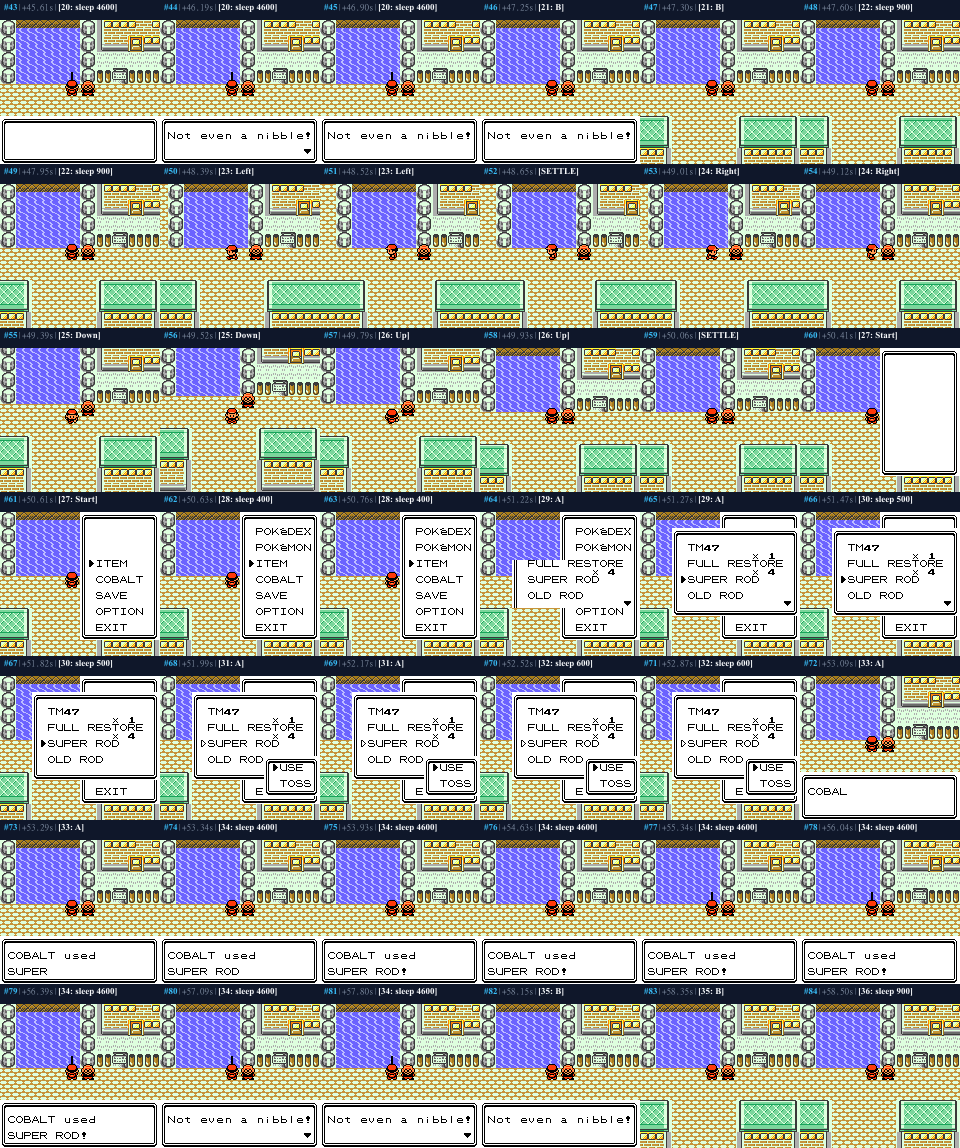 #43|+45.61s|[20: sleep 4600]
#44|+46.19s|[20: sleep 4600]
#45|+46.90s|[20: sleep 4600]
#46|+47.25s|[21: B]
#47|+47.30s|[21: B]
#48|+47.60s|[22: sleep 900]
Not even a nibble!
Not even a nibble!
Not even a nibble!
#49|+47.95s|[22: sleep 900]
#50|+48.39s|[23: Left]
#51|+48.52s|[23: Left]
#52|+48.65s|[SETTLE]
#53|+49.01s|[24: Right]
#54|+49.12s|[24: Right]
#55|+49.39s|[25: Down]
#56|+49.52s|[25: Down]
#57|+49.79s|[26: Up]
#58|+49.93s|[26: Up]
#59|+50.06s|[SETTLE]
#60|+50.41s|[27: Start]
#61|+50.61s|[27: Start]
#62|+50.63s|[28: sleep 400]
#63|+50.76s|[28: sleep 400]
#64|+51.22s|[29: A]
#65|+51.27s|[29: A]
#66|+51.47s|[30: sleep 500]
ITEM
COBALT
SAVE
OPTION
EXIT
POKéDEX
POKéMON
ITEM
COBALT
SAVE
OPTION
EXIT
POKéDEX
POKéMON
ITEM
COBALT
SAVE
OPTION
EXIT
POKéDEX
POKéMON
FULL RESTORE
SUPER ROD × 4
OLD ROD
OPTION
EXIT
TM47
× 1
FULL RESTORE
× 4
SUPER ROD
OLD ROD
EXIT
TM47
× 1
FULL RESTORE
× 4
SUPER ROD
OLD ROD
EXIT
#67|+51.82s|[30: sleep 500]
#68|+51.99s|[31: A]
#69|+52.17s|[31: A]
#70|+52.52s|[32: sleep 600]
#71|+52.87s|[32: sleep 600]
#72|+53.09s|[33: A]
TM47
× 1
FULL RESTORE
× 4
SUPER ROD
OLD ROD
EXIT
TM47
× 1
FULL RESTORE
× 4
SUPER ROD
OLD ROD
USE
TOSS
E
TM47
× 1
FULL RESTORE
× 4
SUPER ROD
OLD ROD
USE
TOSS
E
TM47
× 1
FULL RESTORE
× 4
SUPER ROD
OLD ROD
USE
TOSS
E
TM47
× 1
FULL RESTORE
× 4
SUPER ROD
OLD ROD
USE
TOSS
E
COBAL
#73|+53.29s|[33: A]
#74|+53.34s|[34: sleep 4600]
#75|+53.93s|[34: sleep 4600]
#76|+54.63s|[34: sleep 4600]
#77|+55.34s|[34: sleep 4600]
#78|+56.04s|[34: sleep 4600]
COBALT used
SUPER
COBALT used
SUPER ROD
COBALT used
SUPER ROD!
COBALT used
SUPER ROD!
COBALT used
SUPER ROD!
COBALT used
SUPER ROD!
#79|+56.39s|[34: sleep 4600]
#80|+57.09s|[34: sleep 4600]
#81|+57.80s|[34: sleep 4600]
#82|+58.15s|[35: B]
#83|+58.35s|[35: B]
#84|+58.50s|[36: sleep 900]
COBALT used
SUPER ROD!
Not even a nibble!
Not even a nibble!
Not even a nibble!